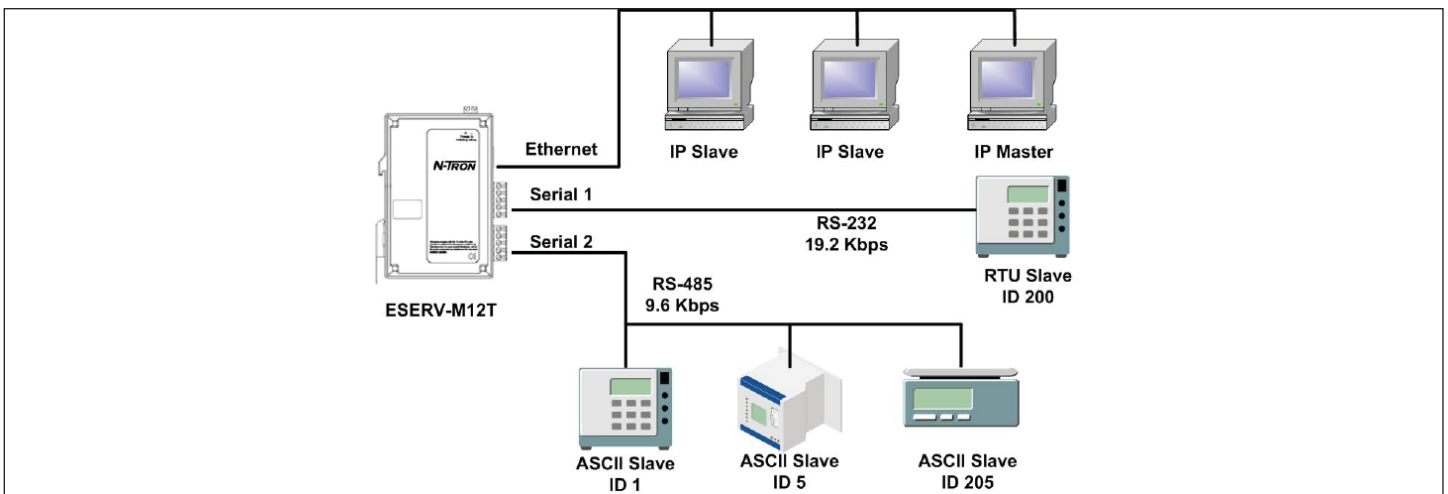 IP Slave
IP Slave
IP Master
Ethernet
N-TRON
Serial 1
RS-232
19.2 Kbps
RTU Slave
ID 200
Serial 2
ESERV-M12T
RS-485
9.6 Kbps
ASCII Slave
ID 1
ASCII Slave
ID 5
ASCII Slave
ID 205